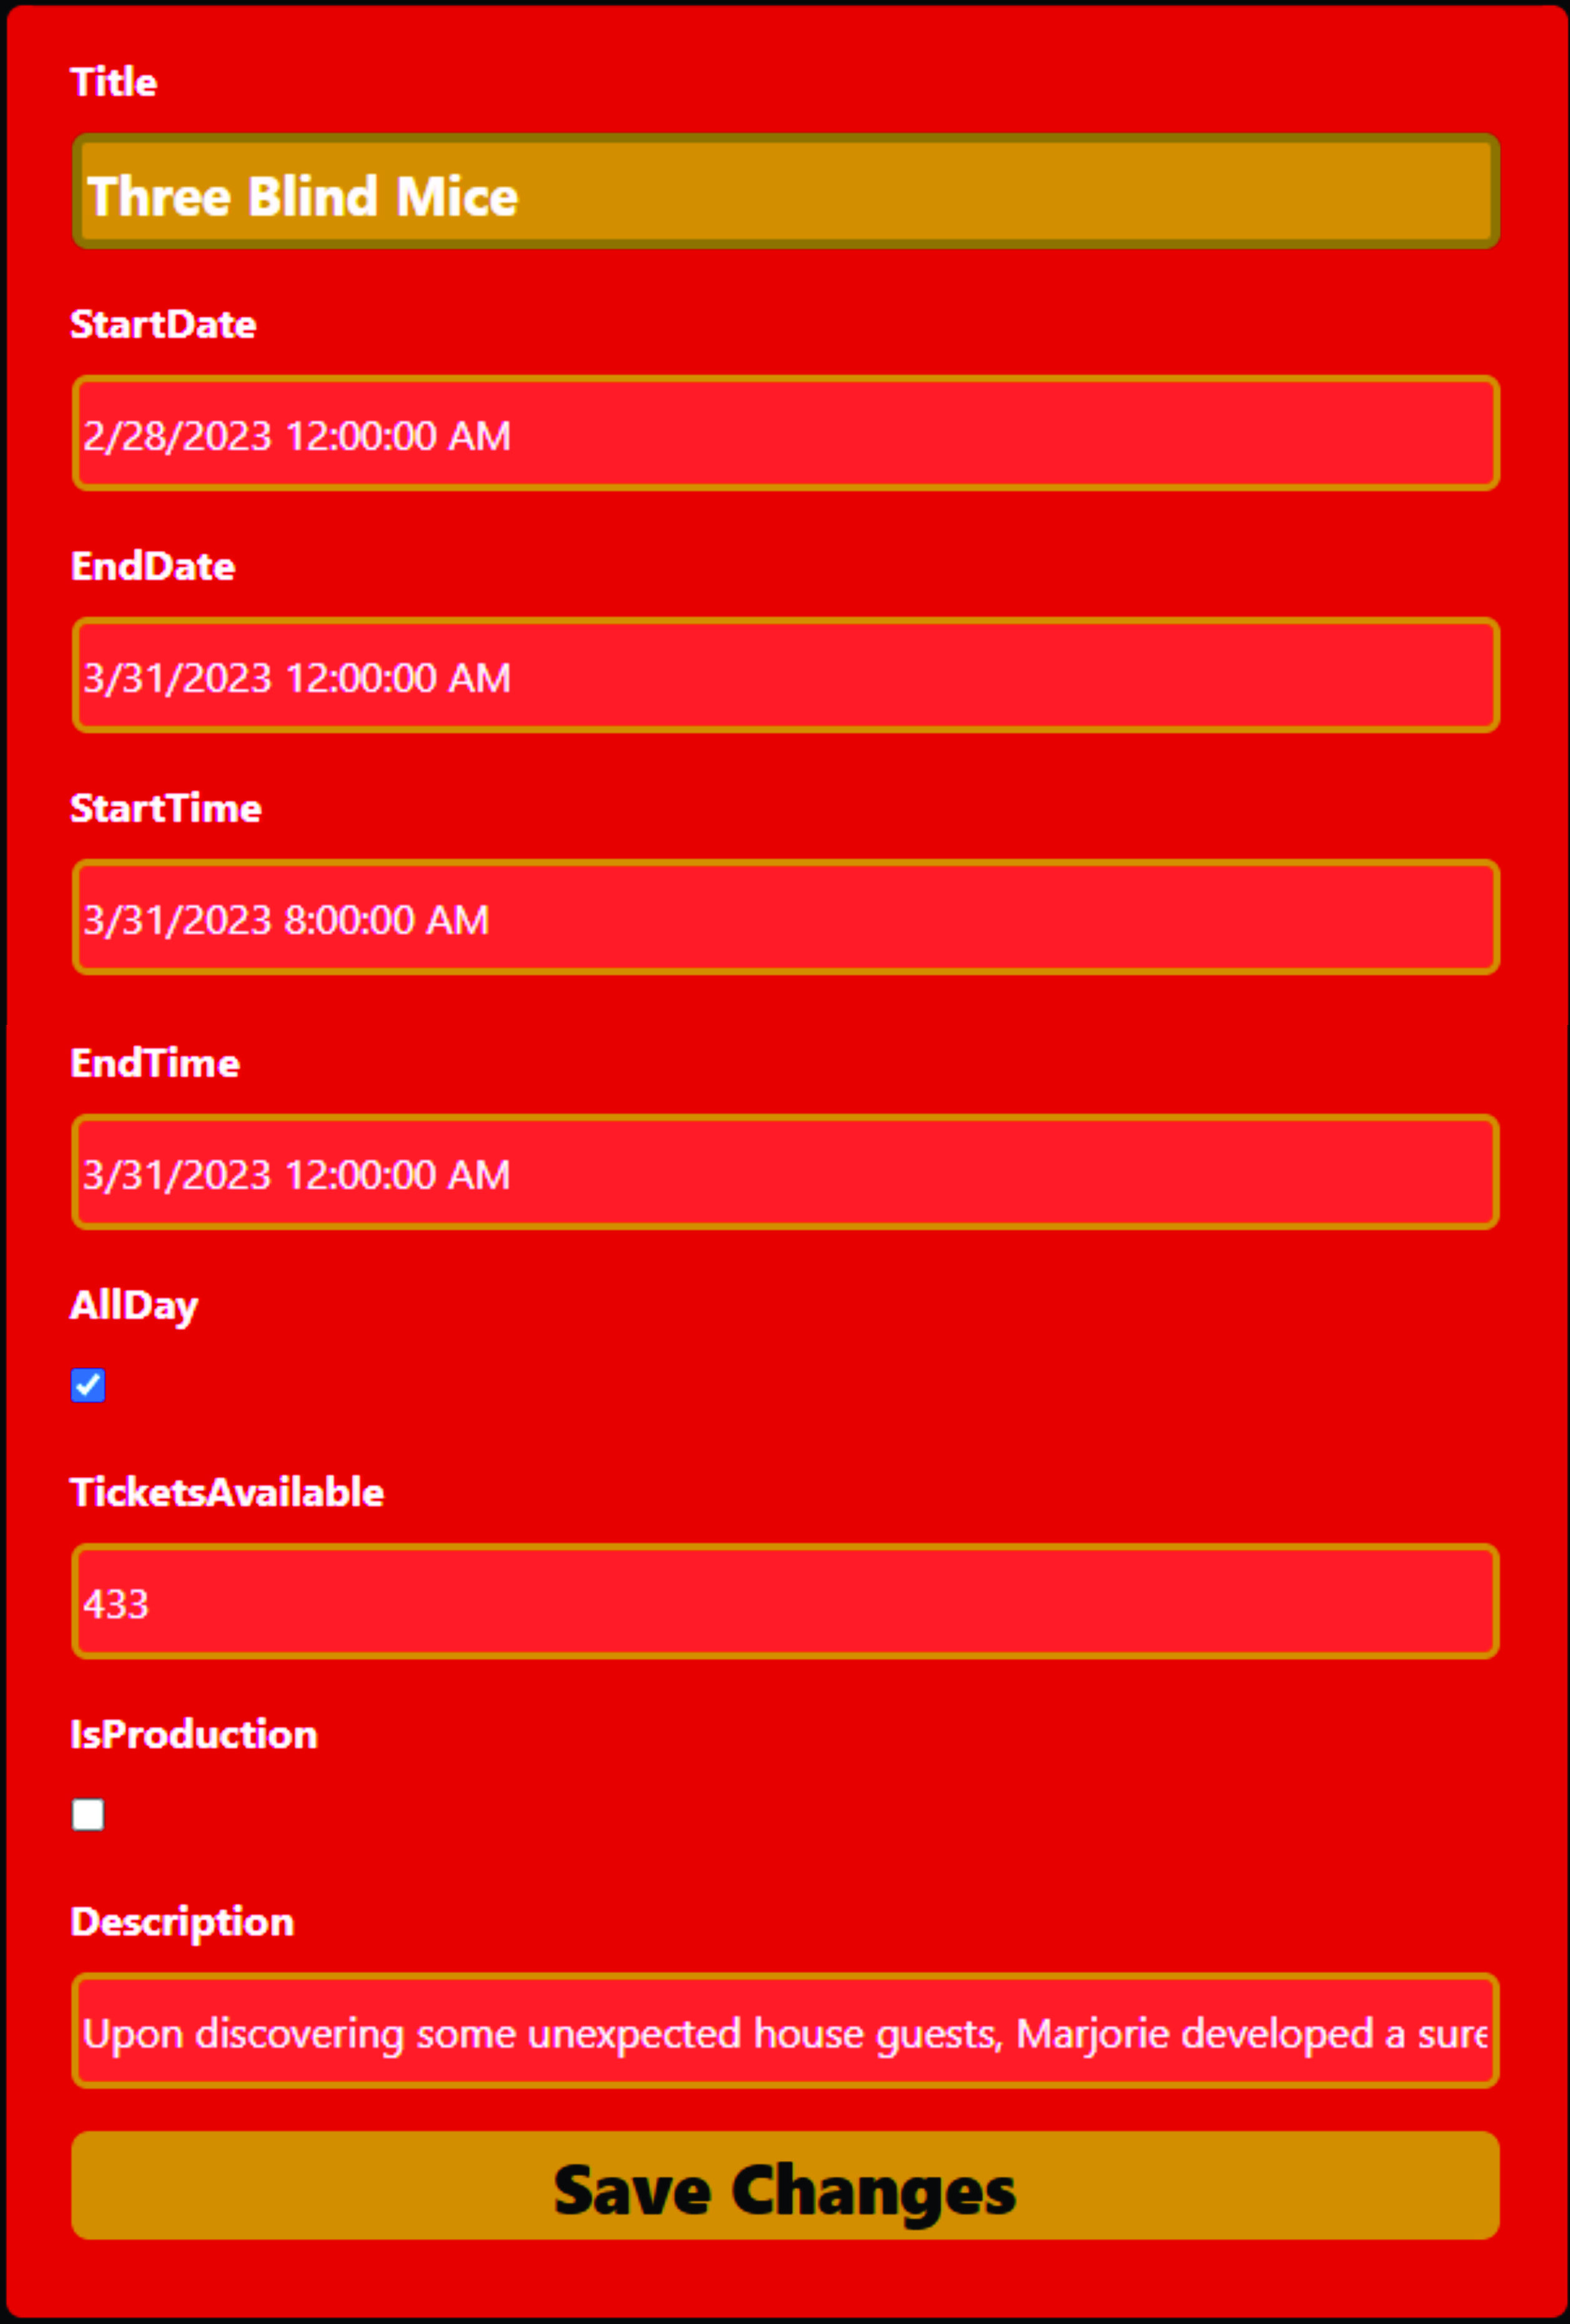 Title
Three Blind Mice
StartDate
2/28/2023 12:00:00 AM
EndDate
3/31/2023 12:00:00 AM
StartTime
3/31/2023 8:00:00 AM
EndTime
3/31/2023 12:00:00 AM
AllDay
TicketsAvailable
433
IsProduction
Description
Upon discovering some unexpected house guests, Marjorie developed a sure
Save Changes